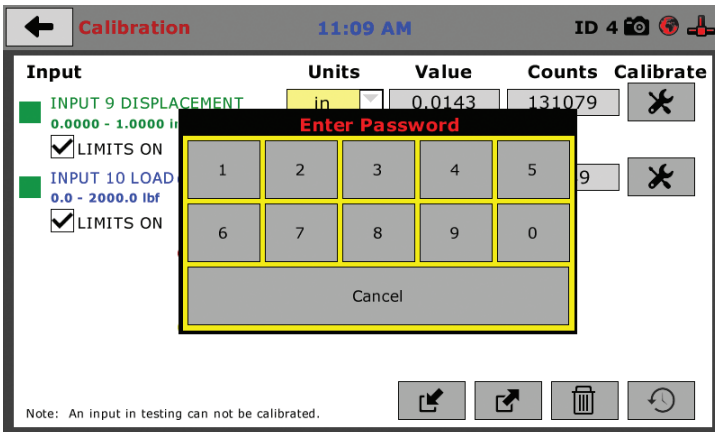 Calibration 11:09 AM ID 4
Input Units Value Counts Calibrate
INPUT 9 DISPLACEMENT in 0.0143 131079
0.0000 - 1.0000 in
LIMITS ON
Enter Password
1 2 3 4 5
INPUT 10 LOAD 9
0.0 - 2000.0 lbf
LIMITS ON
6 7 8 9 0
Cancel
Note: An input in testing can not be calibrated.